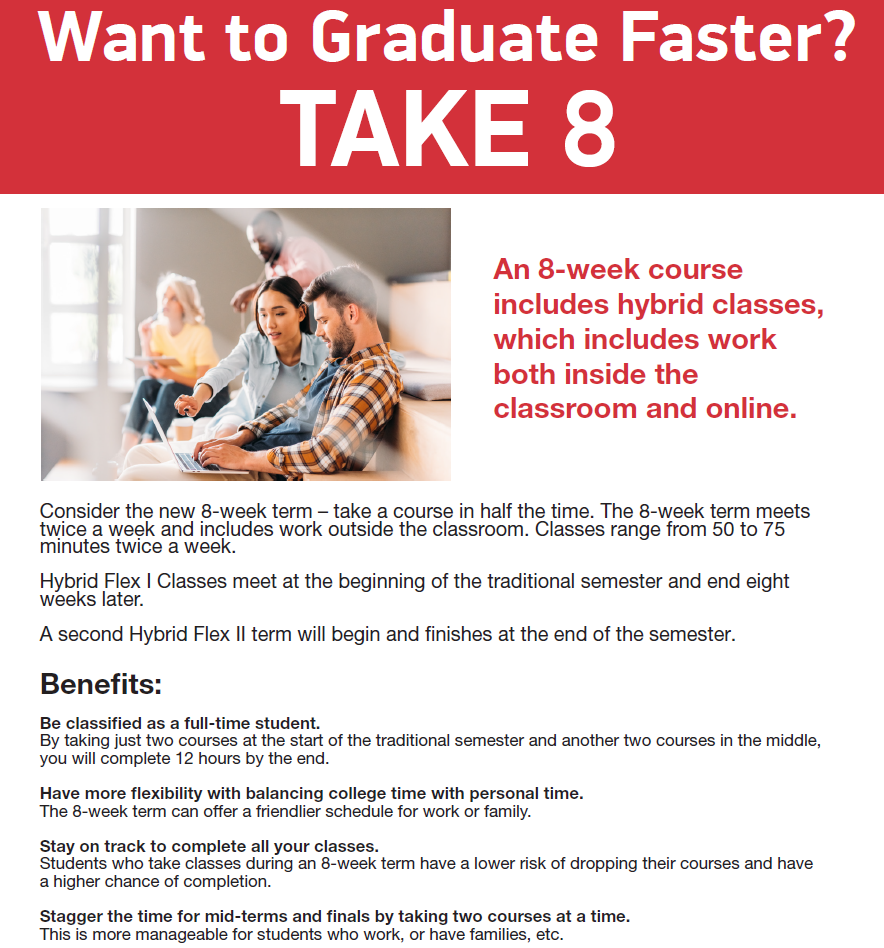 Want to Graduate Faster?
TAKE 8
An 8-week course
includes hybrid classes,
which includes work
both inside the
classroom and online.
Consider the new 8-week term – take a course in half the time. The 8-week term meets
twice a week and includes work outside the classroom. Classes range from 50 to 75
minutes twice a week.
Hybrid Flex I Classes meet at the beginning of the traditional semester and end eight
weeks later.
A second Hybrid Flex II term will begin and finishes at the end of the semester.
Benefits:
Be classified as a full-time student.
By taking just two courses at the start of the traditional semester and another two courses in the middle,
you will complete 12 hours by the end.
Have more flexibility with balancing college time with personal time.
The 8-week term can offer a friendlier schedule for work or family.
Stay on track to complete all your classes.
Students who take classes during an 8-week term have a lower risk of dropping their courses and have
a higher chance of completion.
Stagger the time for mid-terms and finals by taking two courses at a time.
This is more manageable for students who work, or have families, etc.